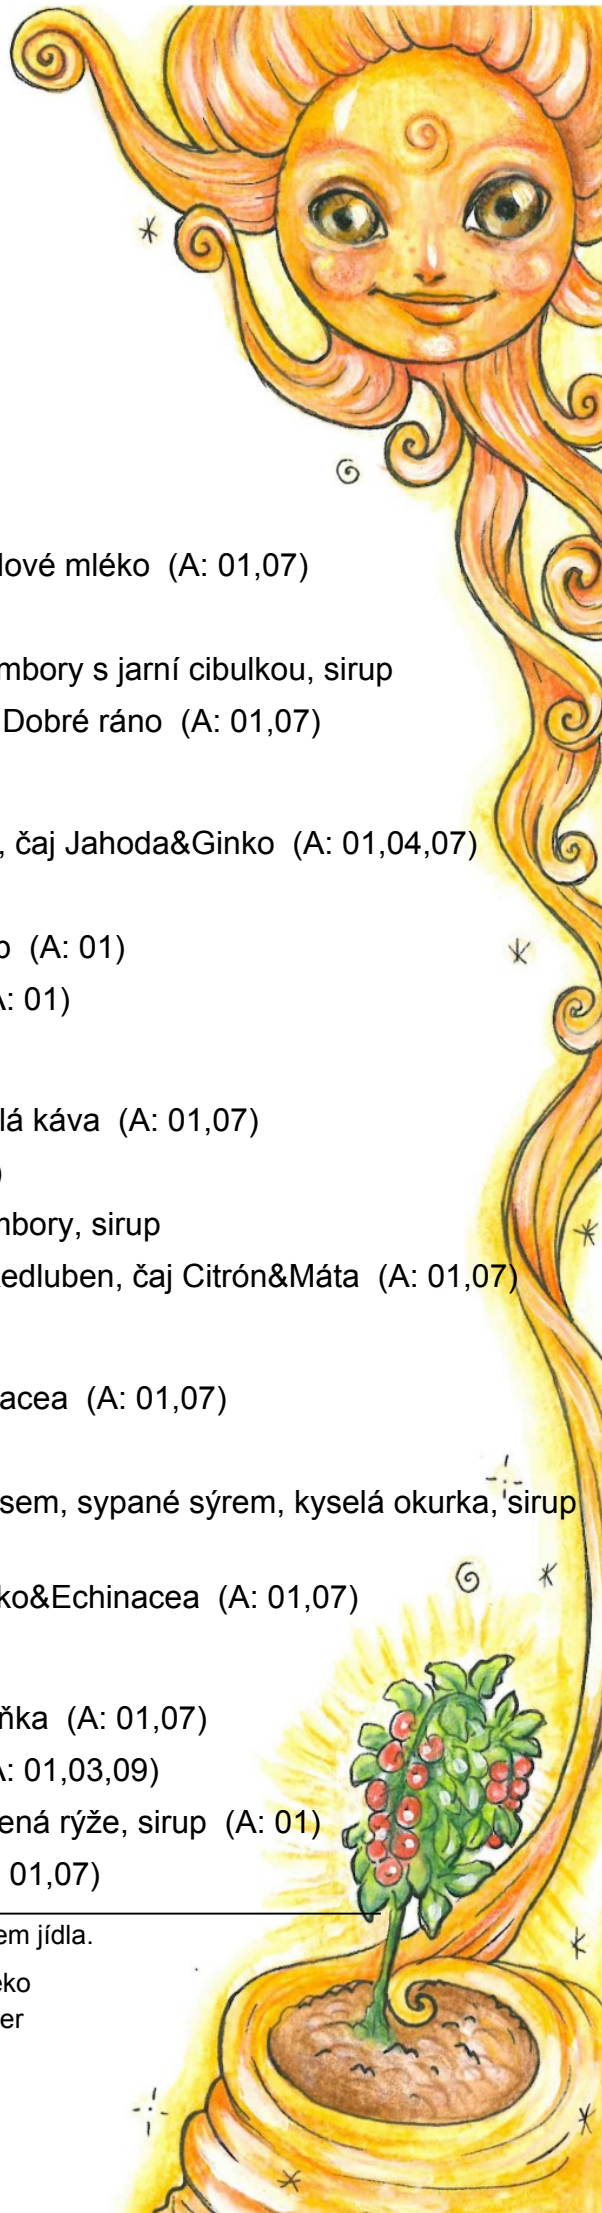 lové mléko (A: 01,07)
mbory s jarní cibulkou, sirup
Dobré ráno (A: 01,07)
, čaj Jahoda&Ginko (A: 01,04,07)
o (A: 01)
A: 01)
lá káva (A: 01,07)
)
mbory, sirup
kedluben, čaj Citrón&Máta (A: 01,07)
nacea (A: 01,07)
sem, sypané sýrem, kyselá okurka, sirup
ko&Echinacea (A: 01,07)
ňka (A: 01,07)
A: 01,03,09)
ená rýže, sirup (A: 01)
: 01,07)
em jídla.
éko
er